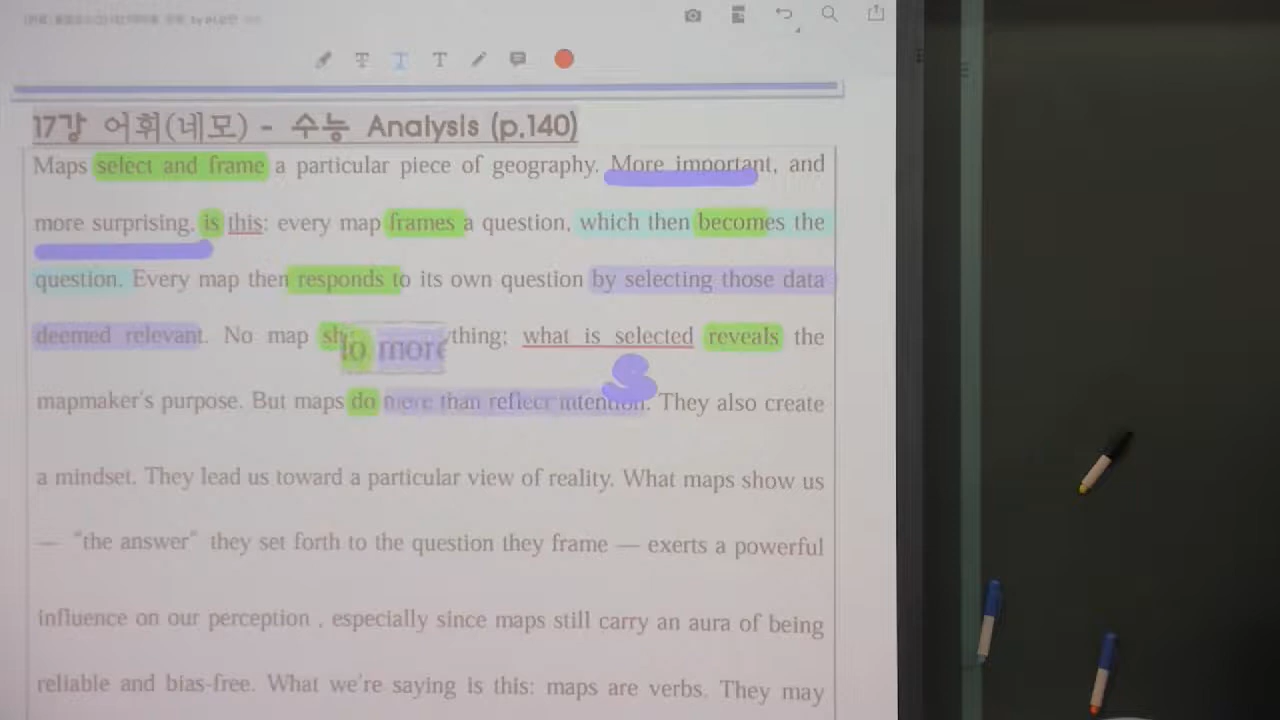 17강 어휘(네모) - 수능 Analysis (p.140)
Maps select and frame a particular piece of geography. More important, and
more surprising, is this: every map frames a question, which then becomes the
question. Every map then responds to its own question by selecting those data
deemed relevant. No map thing; what is selected reveals the
mapmaker's purpose. But maps do more than reflect intention. They also create
a mindset. They lead us toward a particular view of reality. What maps show us
— "the answer" they set forth to the question they frame — exerts a powerful
influence on our perception , especially since maps still carry an aura of being
reliable and bias-free. What we're saying is this: maps are verbs. They may